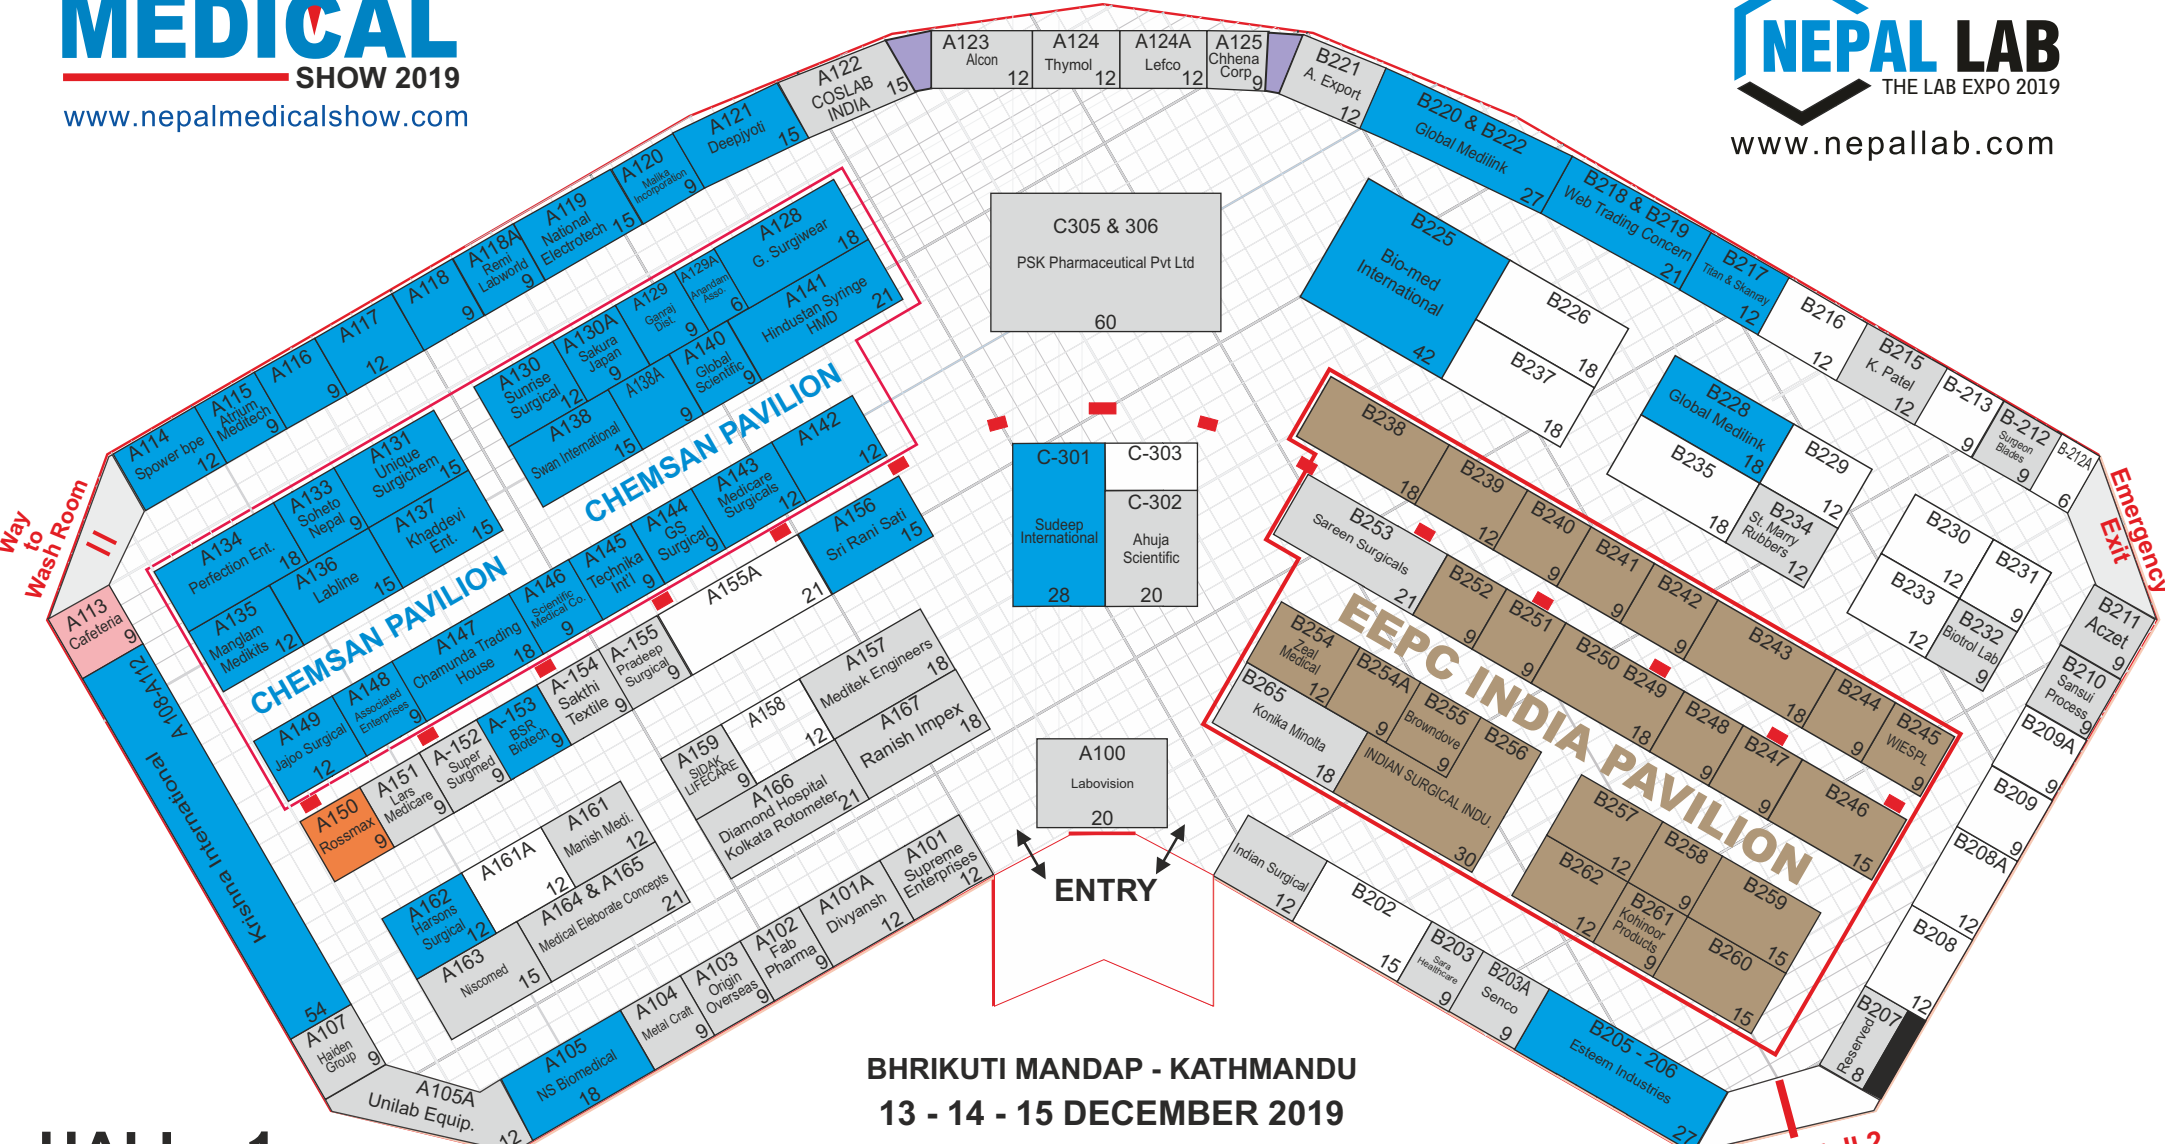 MEDICAL
SHOW 2019
www.nepalmedicalshow.com
NEPAL LAB
THE LAB EXPO 2019
www.nepallab.com
A122
COSLAB
INDIA
15
A123
Alcon
12
A124
Thymol
12
A124A
Lefco
12
A125
Chhena
Corp
9
B221
A. Export
12
B220 & B222
Global Medilink
27
B218 & B219
Web Trading Concern
21
B217
Titan & Skanray
12
B216
12
B215
K. Patel
12
B-213
9
B-212
Surgeon
Blades
9
B-212A
6
Emergency
Exit
A121
Deepjyoti
15
A120
Malika
Incorporation
9
A119
National
Electrotech
15
A118A
Remi
Labworld
9
A118
9
A117
12
A116
9
A115
Atrium
Meditech
9
A114
Spower bpe
12
Way
to
Wash Room
A113
Cafeteria
9
A108-A112
Krishna International
54
A107
Haiden
Group
9
A105A
Unilab Equip.
12
A105
NS Biomedical
18
A104
Metal Craft
9
A103
Origin
Overseas
9
A102
Fab
Pharma
9
A101A
Divyansh
12
A101
Supreme
Enterprises
12
A128
G. Surgiwear
18
A129A
Anandam
Asso.
6
A129
Ganraj
Dist.
9
A130A
Sakura
Japan
9
A130
Sunrise
Surgical
12
A141
Hindustan Syringe
HMD
21
A140
Global
Scientific
9
A138A
9
A138
Swan International
15
CHEMSAN PAVILION
A131
Unique
Surgichem
15
A133
Soheto
Nepal
9
A134
Perfection Ent.
18
A137
Khaddevi
Ent.
15
A136
Labline
15
A135
Manglam
Medikits
12
CHEMSAN PAVILION
A142
12
A143
Medicare
Surgicals
12
A144
GS
Surgical
9
A145
Technika
Int'l
9
A146
Scientific
Medical Co.
9
A147
Chamunda Trading
House
18
A148
Associated
Enterprises
9
A149
Jajoo Surgical
12
A156
Sri Rani Sati
15
A155A
21
A-155
Pradeep
Surgical
9
A-154
Sakthi
Textile
9
A-153
BSR
Biotech
9
A-152
Super
Surgmed
9
A151
Lars
Medicare
9
A150
Rossmax
9
A157
Meditek Engineers
18
A158
12
A159
SIDAK
LIFECARE
9
A167
Ranish Impex
18
A166
Diamond Hospital
Kolkata Rotometer
21
A161
Manish Medi.
12
A161A
12
A162
Harsons
Surgical
12
A164 & A165
Medical Eleborate Concepts
21
A163
Niscomed
15
C305 & 306
PSK Pharmaceutical Pvt Ltd
60
C-301
Sudeep
International
28
C-303
C-302
Ahuja
Scientific
20
A100
Labovision
20
ENTRY
B225
Bio-med
International
42
B226
18
B237
18
B228
Global Medilink
18
B229
12
B235
18
B234
St. Marry
Rubbers
12
B230
12
B231
9
B233
12
B232
Biotrol Lab
9
B211
Aczet
9
B210
Sansui
Process
9
B209A
9
B209
9
B208A
12
B208
12
B207
Reserved
8
B238
18
B239
12
B240
9
B241
9
B242
9
B243
18
B244
9
B245
WIESPL
9
B253
Sareen Surgicals
21
B252
9
B251
9
B250
B249
18
B248
9
B247
9
B246
15
EEPC INDIA PAVILION
B254
Zeal
Medical
12
B254A
9
B255
Browndove
9
B256
INDIAN SURGICAL INDU.
30
B265
Konika Minolta
18
B257
12
B258
9
B259
15
B262
12
B261
Kohinoor
Products
9
B260
15
Indian Surgical
12
B202
15
B203
Sara
Healthcare
9
B203A
Senco
9
B205 - 206
Esteem Industries
27
BHRIKUTI MANDAP - KATHMANDU
13 - 14 - 15 DECEMBER 2019